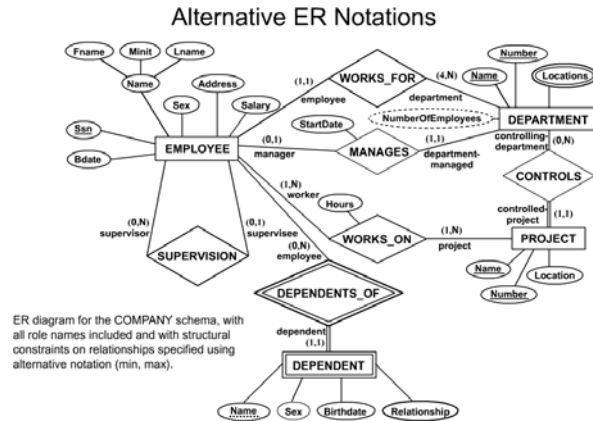 Alternative ER Notations
Fname
Minit
Lname
Number
Name
Address
(1,1)
WORKS_FOR
(4,N)
Name
Locations
employee
department
Sex
Salary
StartDate
NumberOfEmployees
DEPARTMENT
Ssn
EMPLOYEE
(0,1)
manager
MANAGES
(1,1)
department-
managed
controlling-
department
(0,N)
Bdate
CONTROLS
(1,N)
worker
Hours
(0,N)
supervisor
(0,1)
supervisee
controlled-
project
(1,1)
SUPERVISION
(0,N)
employee
WORKS_ON
(1,N)
project
PROJECT
Name
Location
Number
DEPENDENTS_OF
ER diagram for the COMPANY schema, with
all role names included and with structural
constraints on relationships specified using
alternative notation (min, max).
dependent
(1,1)
DEPENDENT
Name
Sex
Birthdate
Relationship